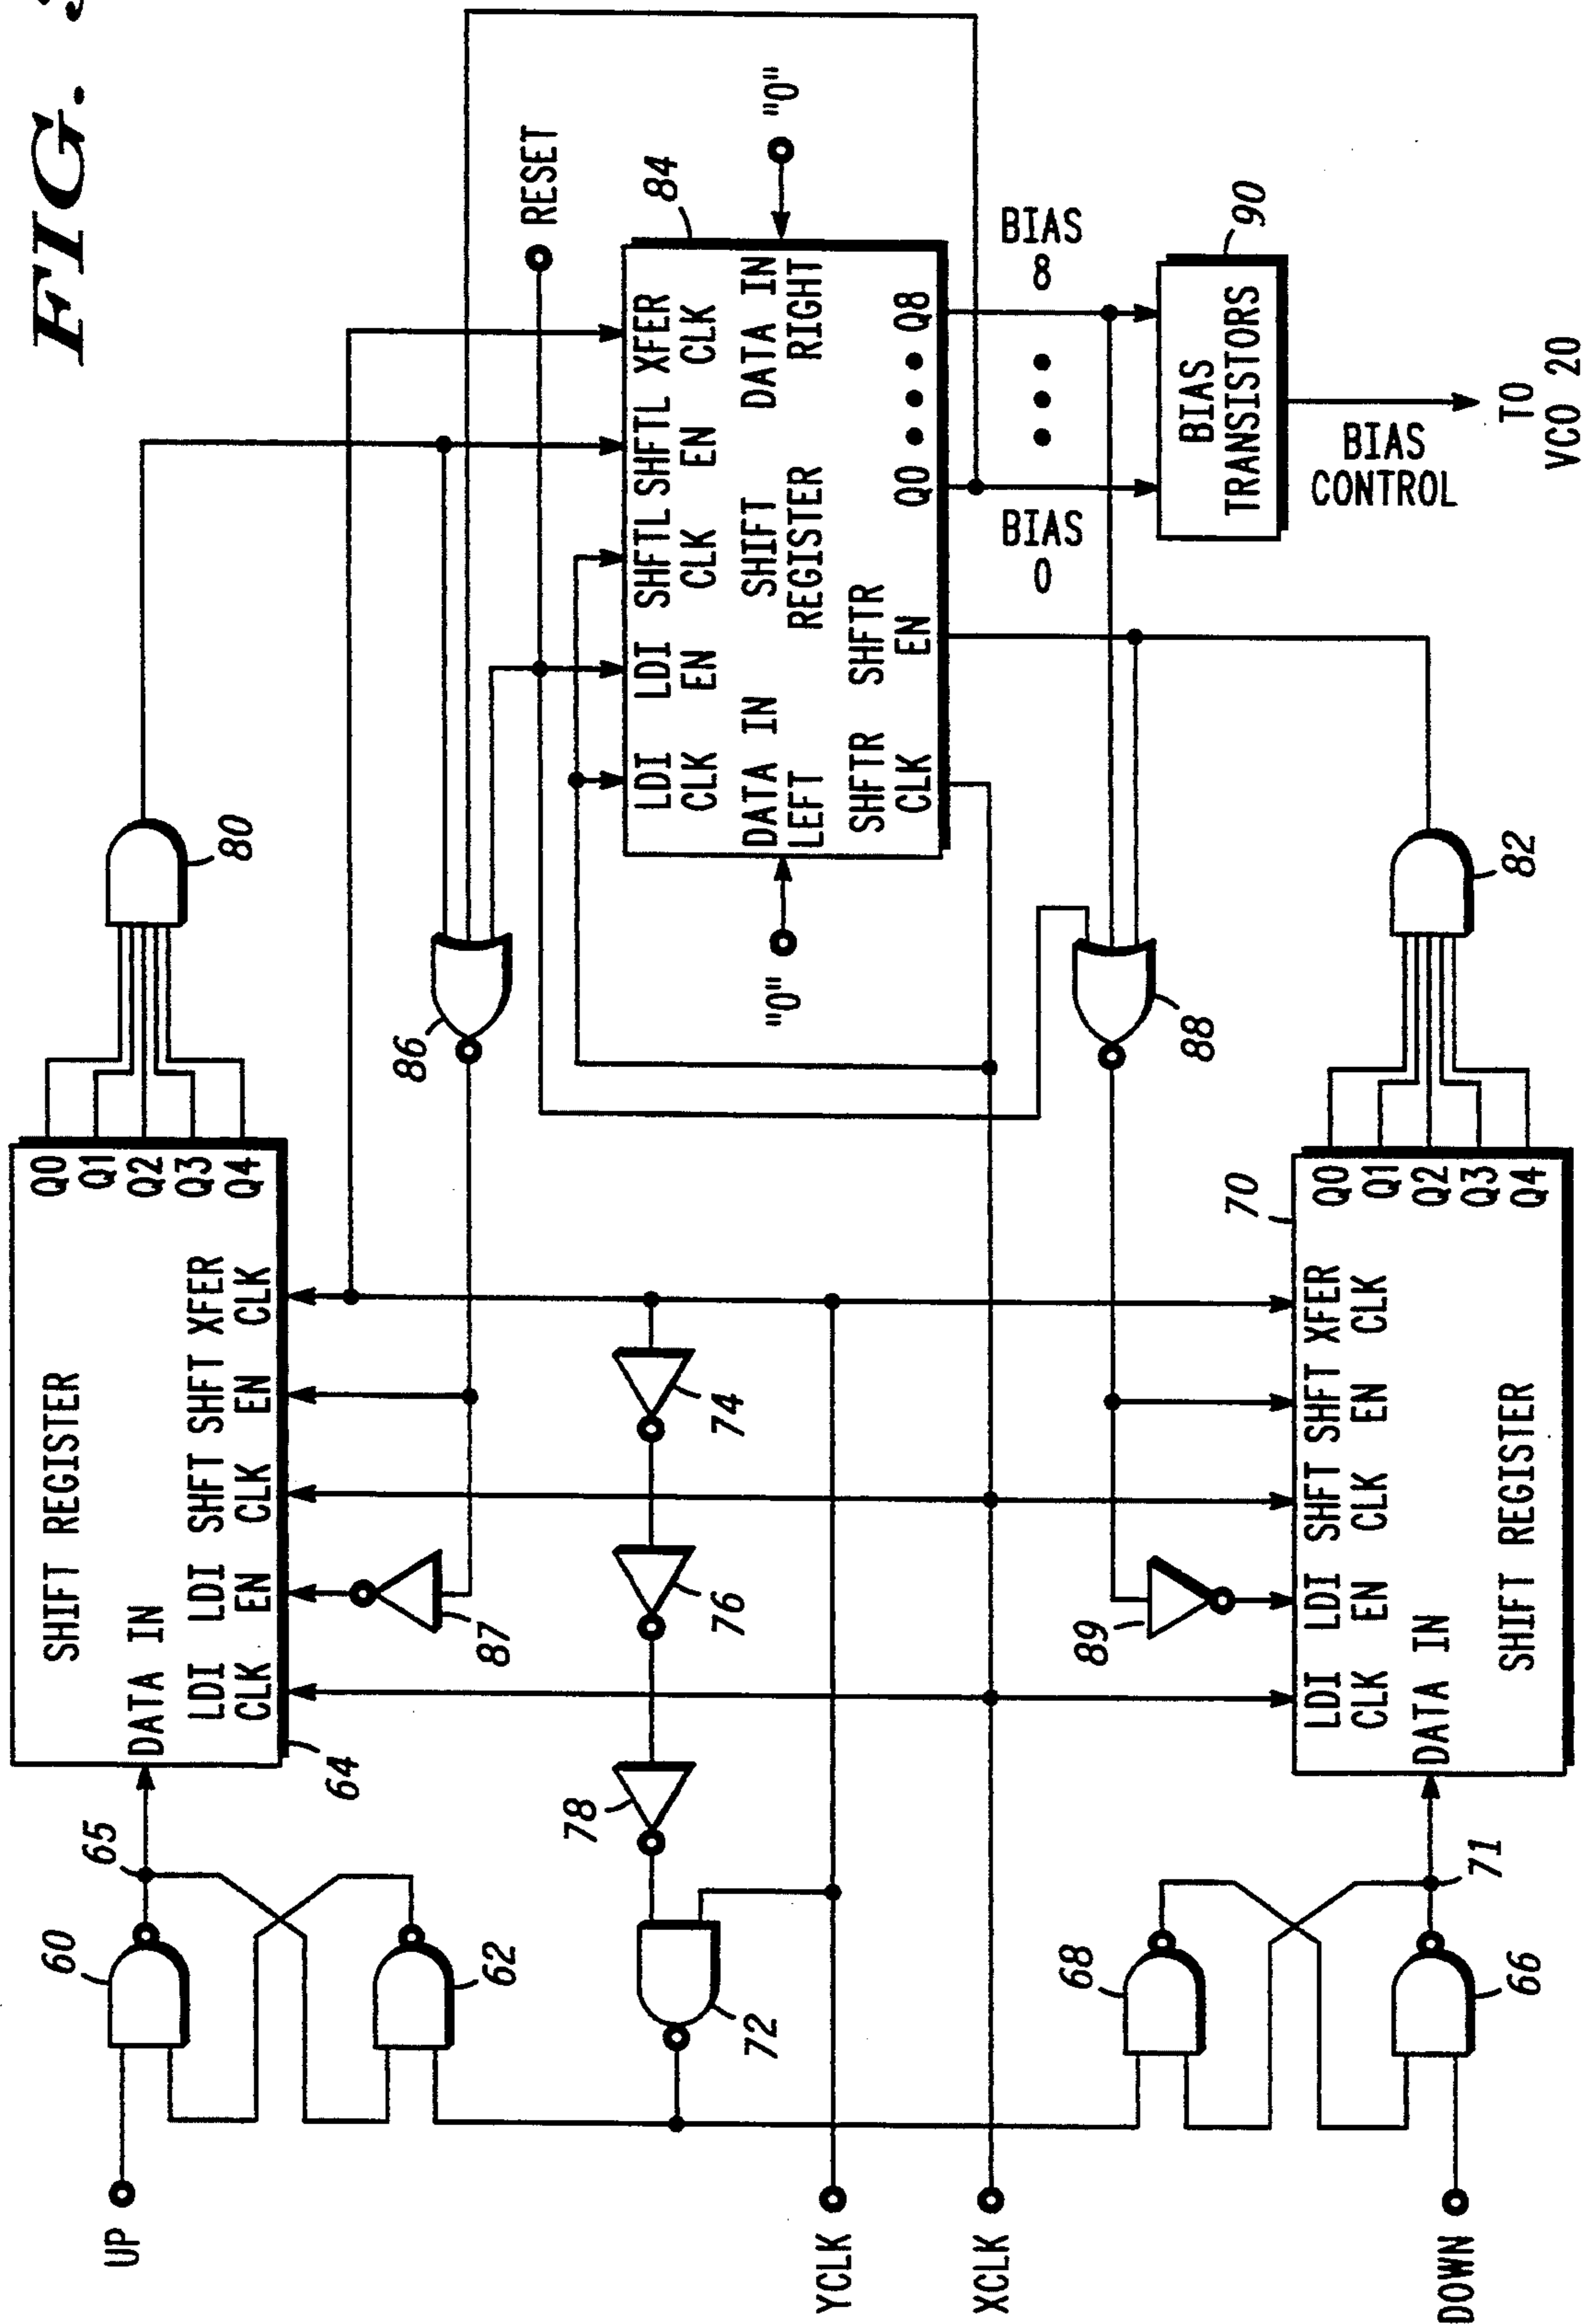 FIG.
UP
60
62
65
SHIFT REGISTER
DATA IN
LDI CLK
LDI EN
SHFT CLK
SHFT EN
XFER CLK
Q0
Q1
Q2
Q3
Q4
64
87
80
86
78
76
74
72
YCLK
XCLK
RESET
84
LDI CLK
LDI EN
SHFTL CLK
SHFTL EN
XFER CLK
"0"
DATA IN LEFT
SHIFT REGISTER
DATA IN RIGHT
"0"
SHFTR CLK
SHFTR EN
Q0
Q8
BIAS 0
BIAS 8
BIAS TRANSISTORS
90
BIAS CONTROL
TO VCO 20
88
89
68
66
71
DOWN
70
LDI CLK
LDI EN
SHFT CLK
SHFT EN
XFER CLK
DATA IN
SHIFT REGISTER
Q0
Q1
Q2
Q3
Q4
82